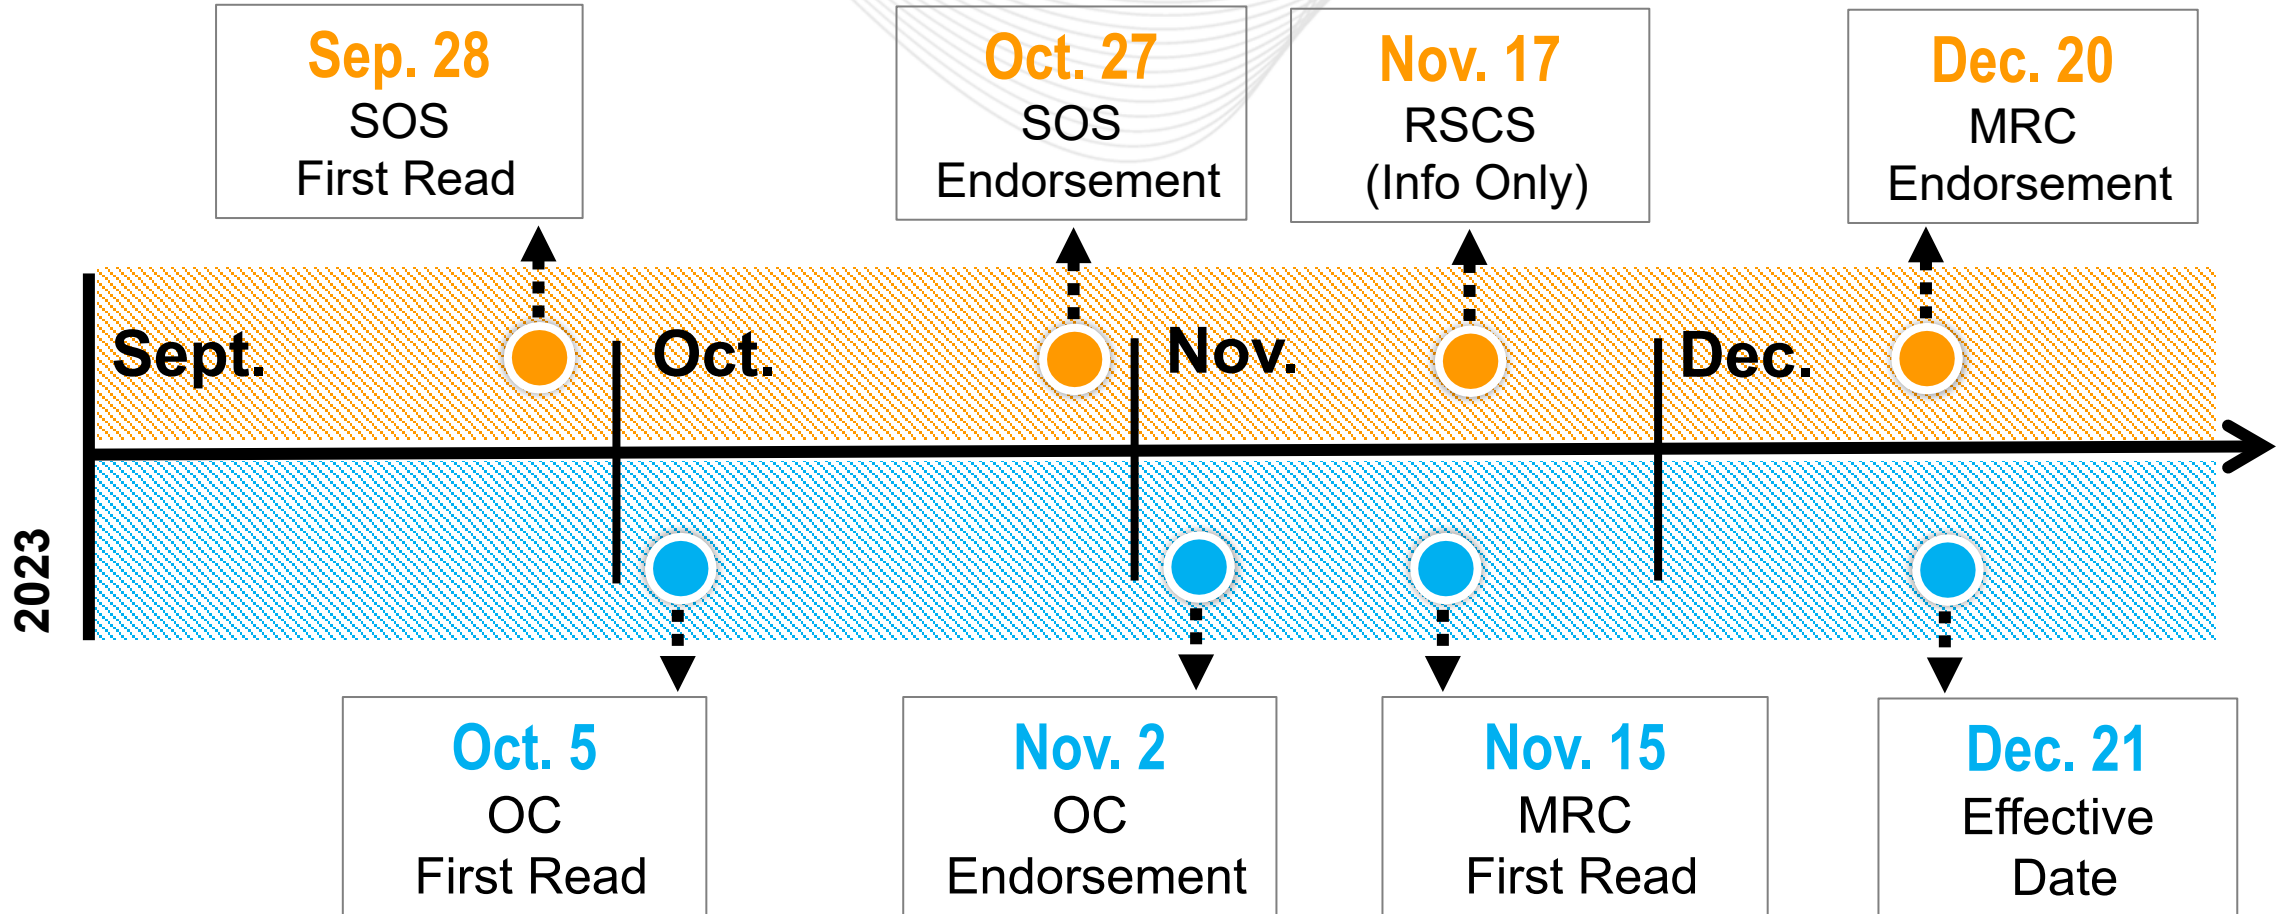 Sep. 28
SOS
First Read
Oct. 27
SOS
Endorsement
Nov. 17
RSCS
(Info Only)
Dec. 20
MRC
Endorsement
Sept.
Oct.
Nov.
Dec.
2023
Oct. 5
OC
First Read
Nov. 2
OC
Endorsement
Nov. 15
MRC
First Read
Dec. 21
Effective
Date